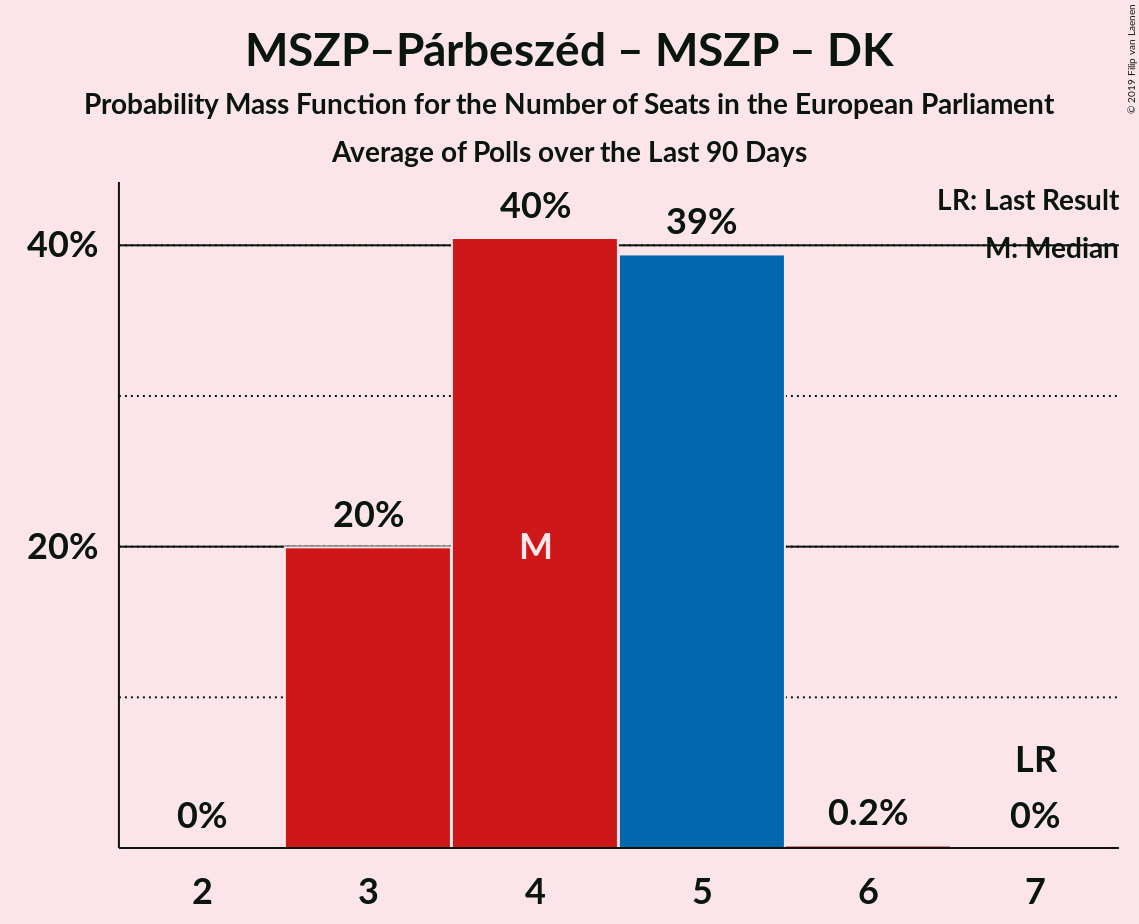 MSZP–Párbeszéd – MSZP – DK
Probability Mass Function for the Number of Seats in the European Parliament
Average of Polls over the Last 90 Days
© 2019 Filip van Laenen
LR: Last Result
M: Median
40%
20%
0%
20%
40%
39%
0.2%
0%
LR
M
2 3 4 5 6 7